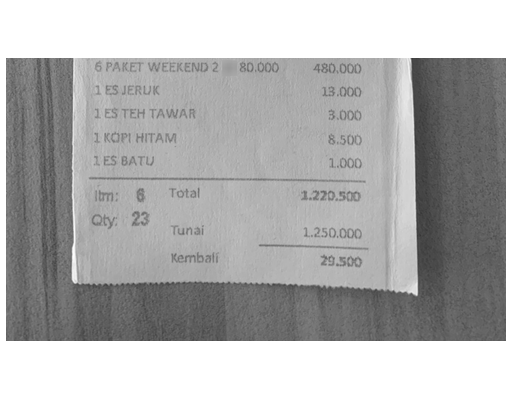 6 PAKET WEEKEND 2 80.000 480.000
1 ES JERUK 13.000
1 ES TEH TAWAR 3.000
1 KOPI HITAM 8.500
1 ES BATU 1.000
Itm: 6 Total 1.220.500
Qty: 23
Tunai 1.250.000
Kembali 29.500